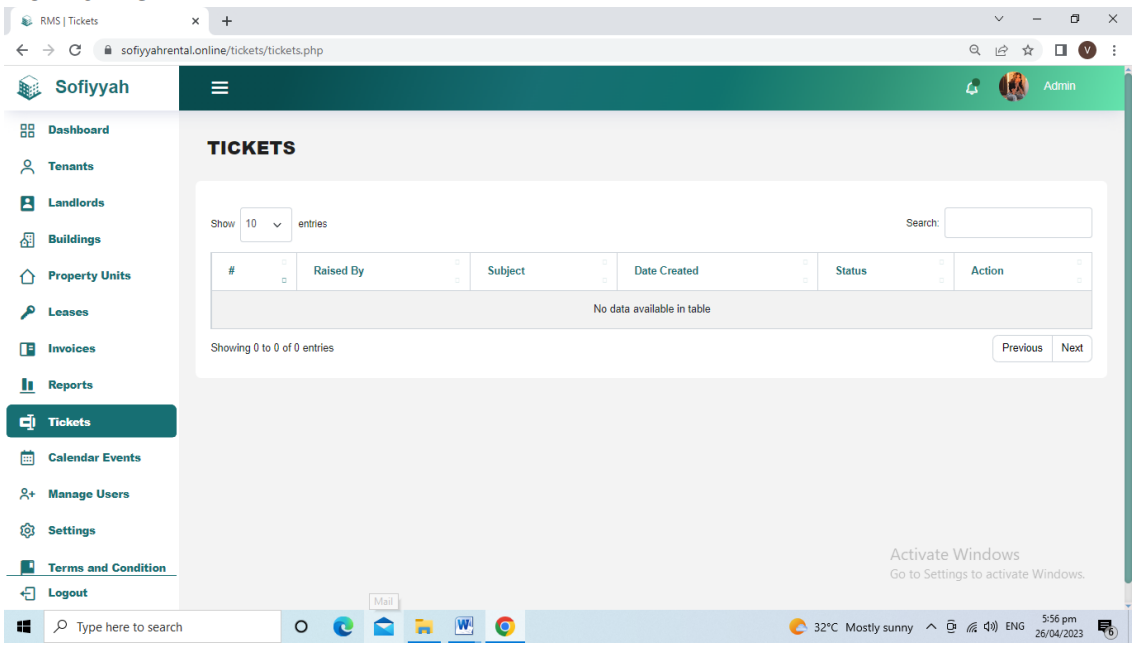 RMS | Tickets
sofiyyahrental.online/tickets/tickets.php
V
Sofiyyah
Admin
Dashboard
Tenants
Landlords
Buildings
Property Units
Leases
Invoices
Reports
Tickets
Calendar Events
Manage Users
Settings
Terms and Condition
Logout
TICKETS
Show 10 entries
Search:
# Raised By Subject Date Created Status Action
No data available in table
Showing 0 to 0 of 0 entries
Previous Next
Activate Windows
Go to Settings to activate Windows.
Mail
Type here to search
W
32°C Mostly sunny
ENG
5:56 pm
26/04/2023
6